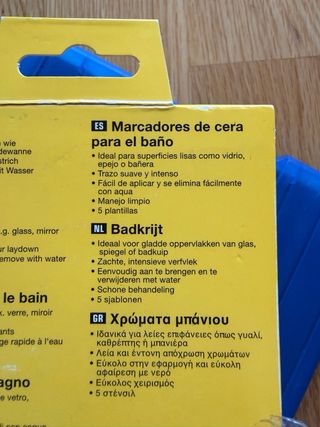 ES Marcadores de cera
para el baño
• Ideal para superficies lisas como vidrio,
epejo o bañera
• Trazo suave y intenso
• Fácil de aplicar y se elimina fácilmente
con aqua
• Manejo limpio
• 5 plantillas
NL Badkrijt
• Ideaal voor gladde oppervlakken van glas,
spiegel of badkuip
• Zachte, intensieve verfvlek
• Eenvoudig aan te brengen en te
verwijderen met water
• Schone behandeling
• 5 sjablonen
GR Χρώματα μπάνιου
• Ιδανικά για λείες επιφάνειες όπως γυαλί,
καθρέπτης ή μπανιέρα
• Λεία και έντονη απόχρωση χρωμάτων
• Εύκολο στην εφαρμογή και εύκολη
αφαίρεση με νερό
• Εύκολος χειρισμός
• 5 στένσιλ
n wie
dewanne
strich
it Wasser
.g. glass, mirror
ur laydown
emove with water
le bain
x. verre, miroir
ants
ge rapide à l'eau
agno
e vetro,